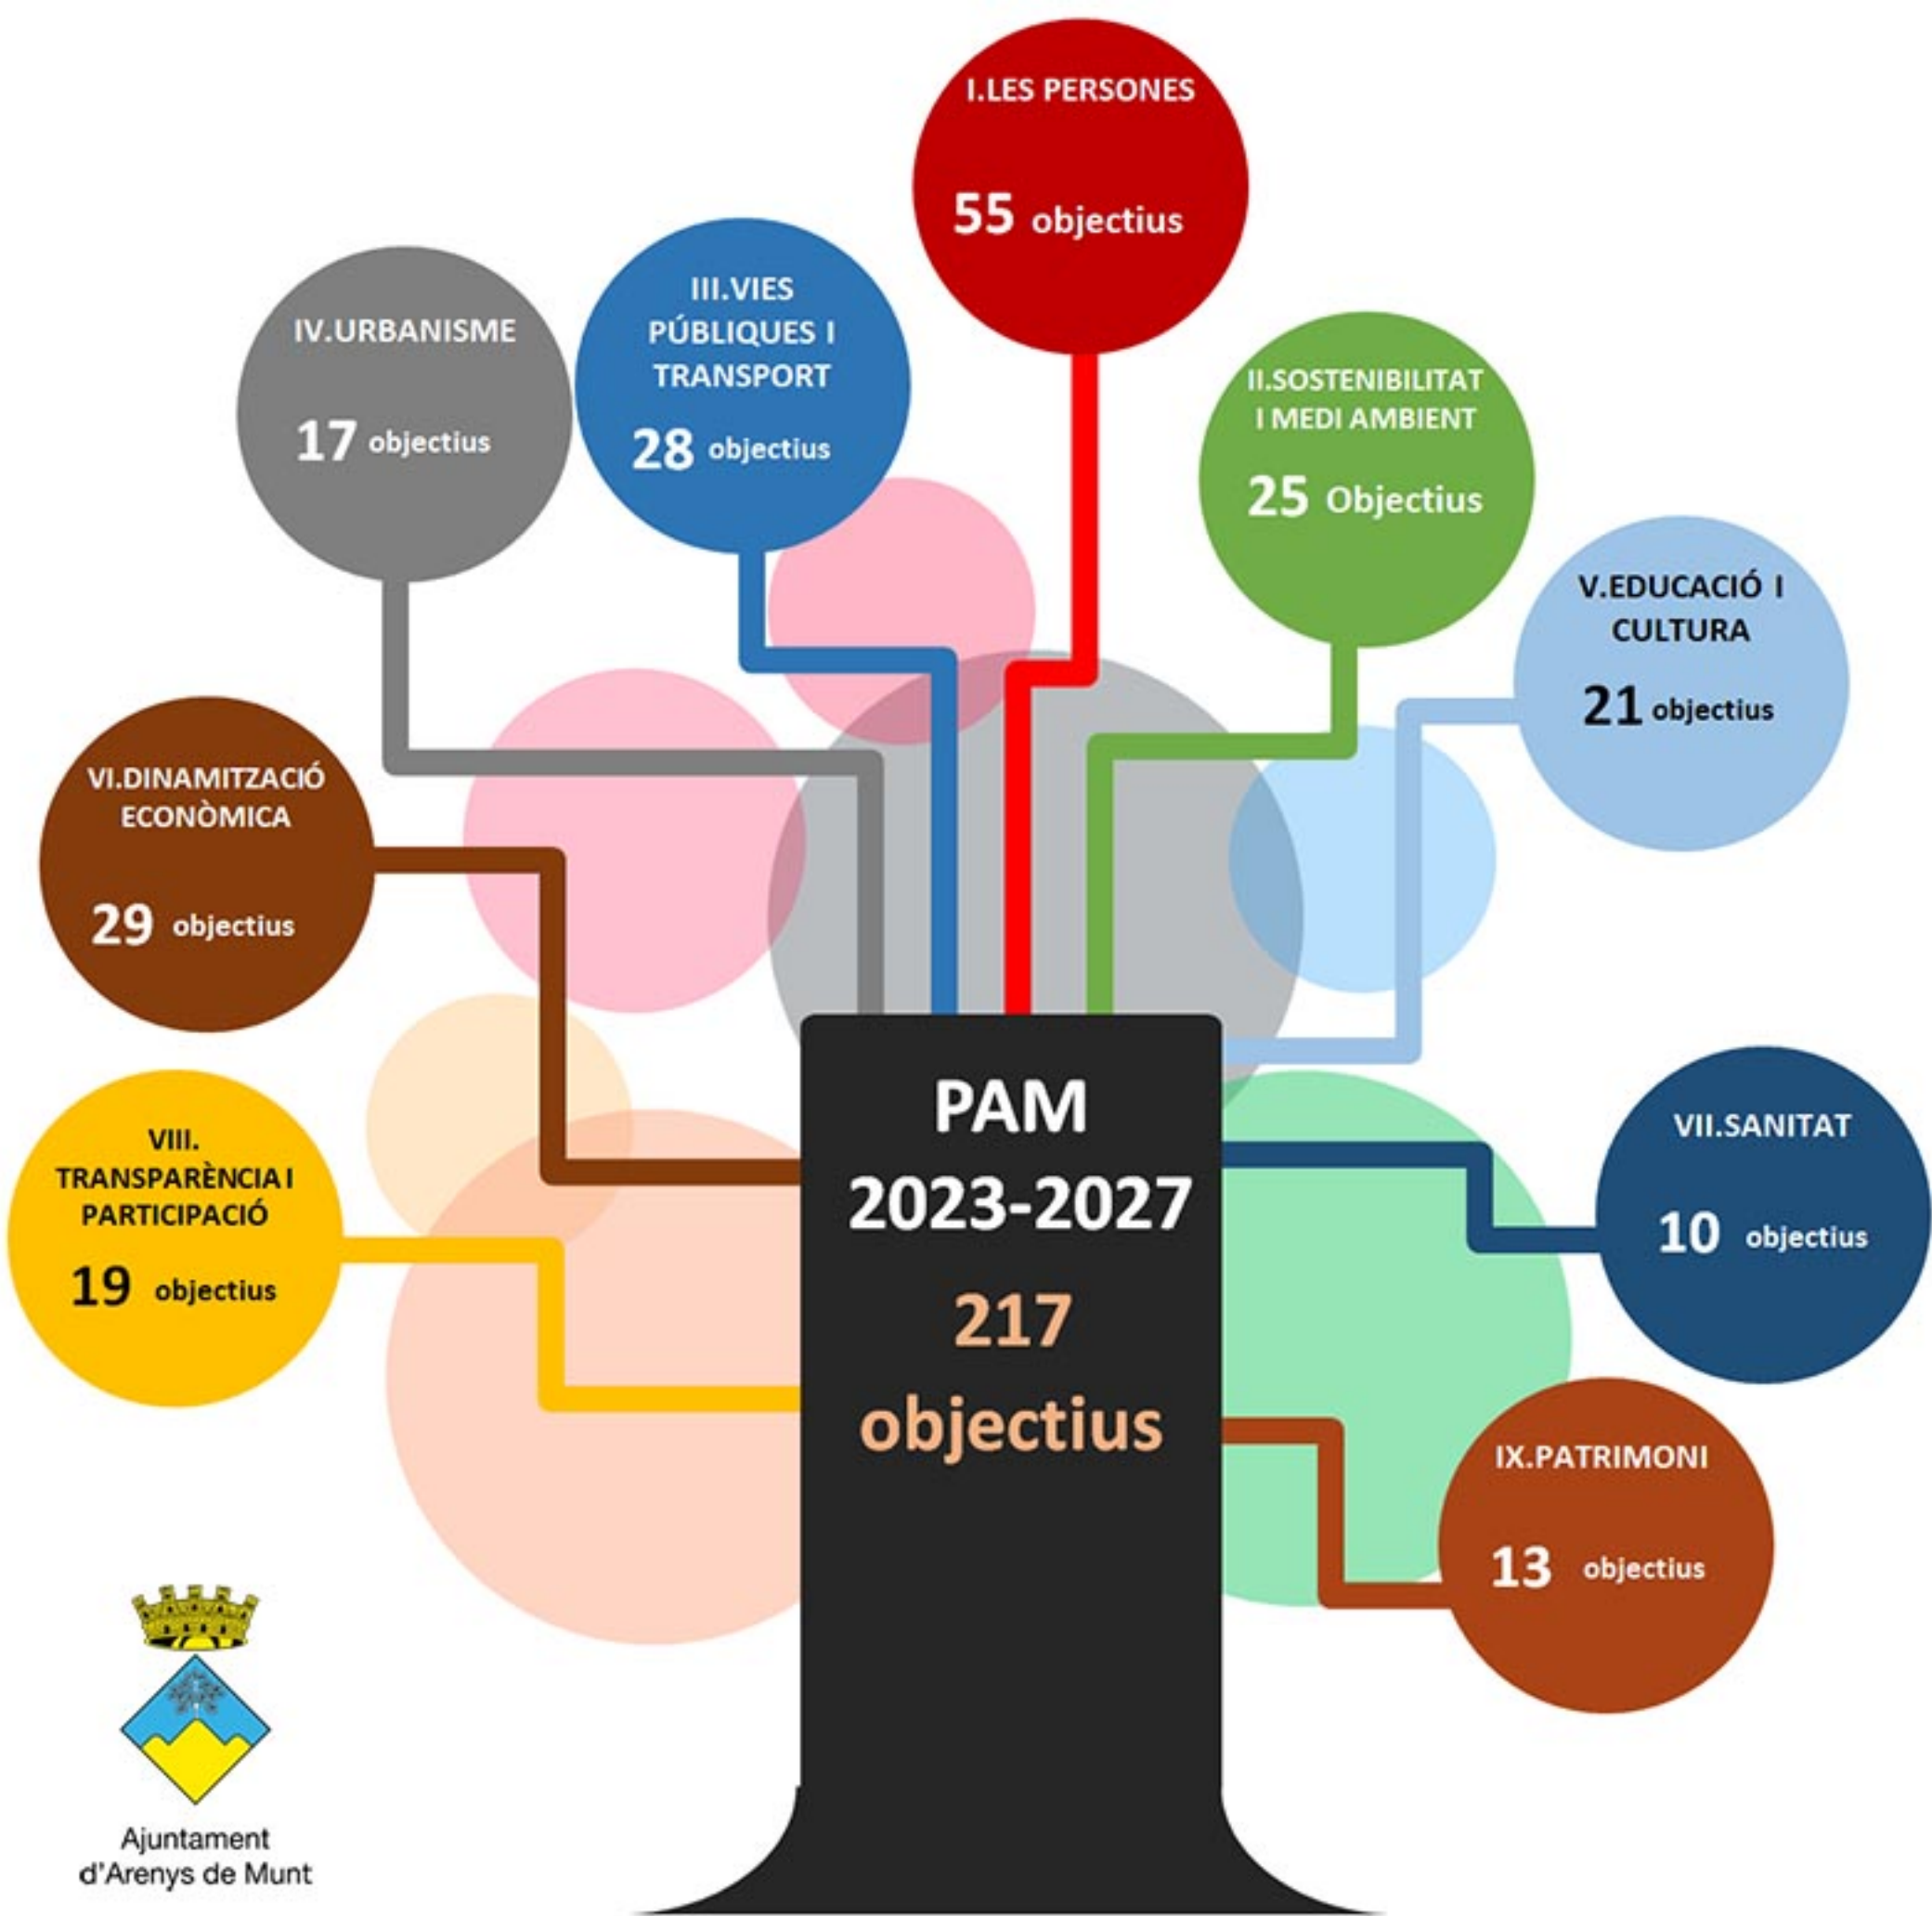 I.LES PERSONES
55 objectius
III.VIES
PÚBLIQUES I
TRANSPORT
28 objectius
IV.URBANISME
17 objectius
II.SOSTENIBILITAT
I MEDI AMBIENT
25 Objectius
V.EDUCACIÓ I
CULTURA
21 objectius
VI.DINAMITZACIÓ
ECONÒMICA
29 objectius
VIII.
TRANSPARÈNCIA I
PARTICIPACIÓ
19 objectius
PAM
2023-2027
217
objectius
VII.SANITAT
10 objectius
IX.PATRIMONI
13 objectius
Ajuntament
d'Arenys de Munt